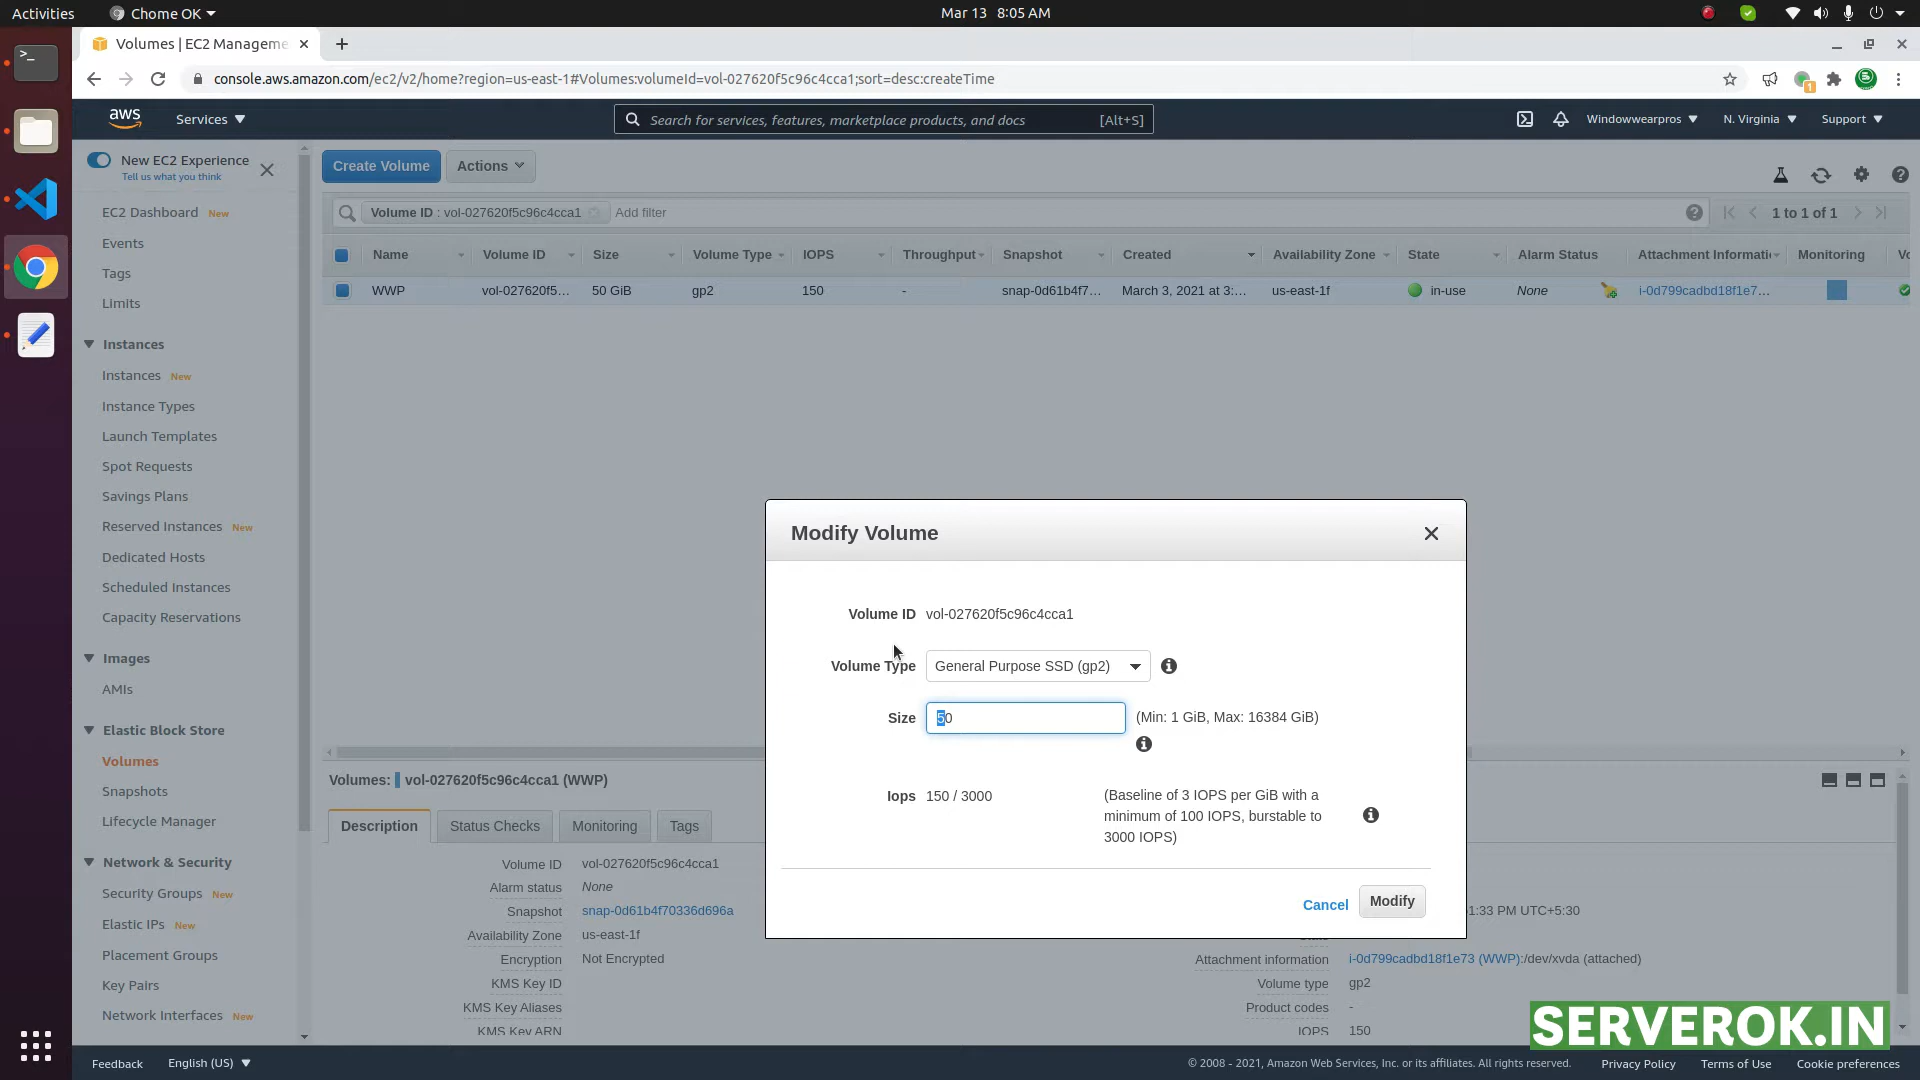 Activities
Chome OK
Mar 13 8:05 AM
Volumes | EC2 Manageme
console.aws.amazon.com/ec2/v2/home?region=us-east-1#Volumes:volumeId=vol-027620f5c96c4cca1;sort=desc:createTime
1
aws
Services
Search for services, features, marketplace products, and docs
[Alt+S]
Windowwearpros
N. Virginia
Support
New EC2 Experience
Tell us what you think
EC2 Dashboard New
Events
Tags
Limits
Instances
Instances New
Instance Types
Launch Templates
Spot Requests
Savings Plans
Reserved Instances New
Dedicated Hosts
Scheduled Instances
Capacity Reservations
Images
AMIs
Elastic Block Store
Volumes
Snapshots
Lifecycle Manager
Network & Security
Security Groups New
Elastic IPs New
Placement Groups
Key Pairs
Network Interfaces New
Create Volume
Actions
Volume ID : vol-027620f5c96c4cca1
Add filter
1 to 1 of 1
Name Volume ID Size Volume Type IOPS Throughput Snapshot Created Availability Zone State Alarm Status Attachment Informati Monitoring Vo
WWP vol-027620f5... 50 GiB gp2 150 - snap-0d61b4f7... March 3, 2021 at 3:... us-east-1f in-use None i-0d799cadbd18f1e7...
Modify Volume
Volume ID vol-027620f5c96c4cca1
Volume Type General Purpose SSD (gp2)
Size 50 (Min: 1 GiB, Max: 16384 GiB)
Iops 150 / 3000 (Baseline of 3 IOPS per GiB with a
minimum of 100 IOPS, burstable to
3000 IOPS)
Cancel
Modify
Volumes: vol-027620f5c96c4cca1 (WWP)
Description
Status Checks
Monitoring
Tags
Volume ID vol-027620f5c96c4cca1
Alarm status None
Snapshot snap-0d61b4f70336d696a
Availability Zone us-east-1f
Encryption Not Encrypted
KMS Key ID
KMS Key Aliases
KMS Key ARN
1:33 PM UTC+5:30
Attachment information i-0d799cadbd18f1e73 (WWP):/dev/xvda (attached)
Volume type gp2
Product codes -
IOPS 150
SERVEROK.IN
Feedback
English (US)
© 2008 - 2021, Amazon Web Services, Inc. or its affiliates. All rights reserved.
Privacy Policy
Terms of Use
Cookie preferences